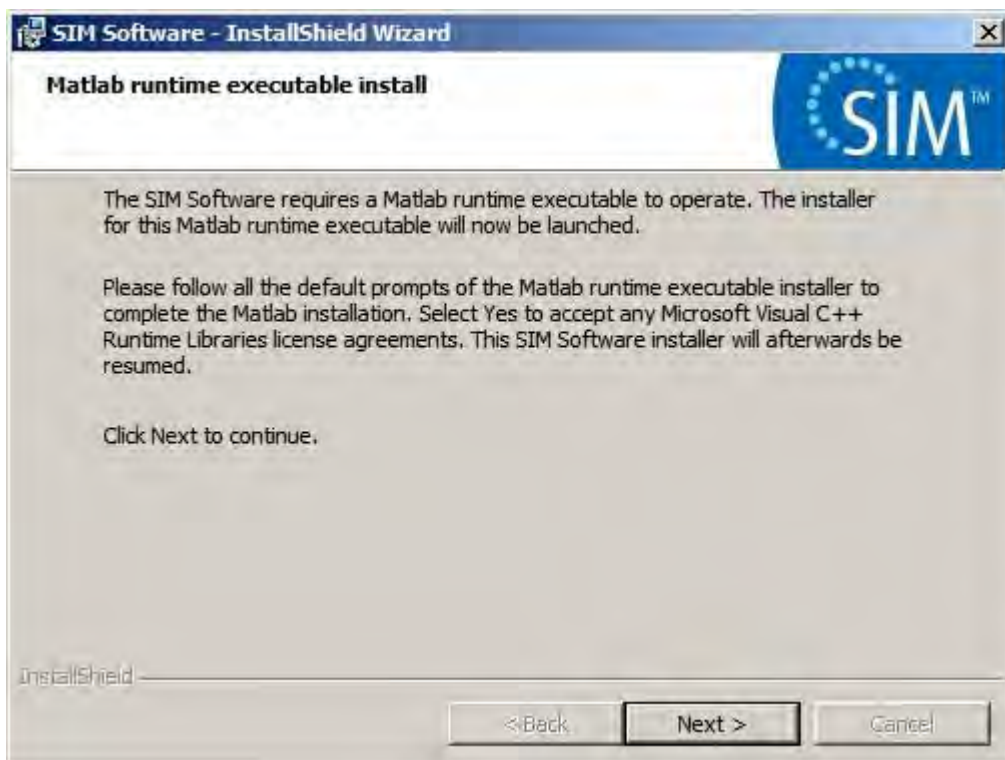 SIM Software - InstallShield Wizard
Matlab runtime executable install
SIM™
The SIM Software requires a Matlab runtime executable to operate. The installer
for this Matlab runtime executable will now be launched.
Please follow all the default prompts of the Matlab runtime executable installer to
complete the Matlab installation. Select Yes to accept any Microsoft Visual C++
Runtime Libraries license agreements. This SIM Software installer will afterwards be
resumed.
Click Next to continue.
InstallShield
< Back
Next >
Cancel